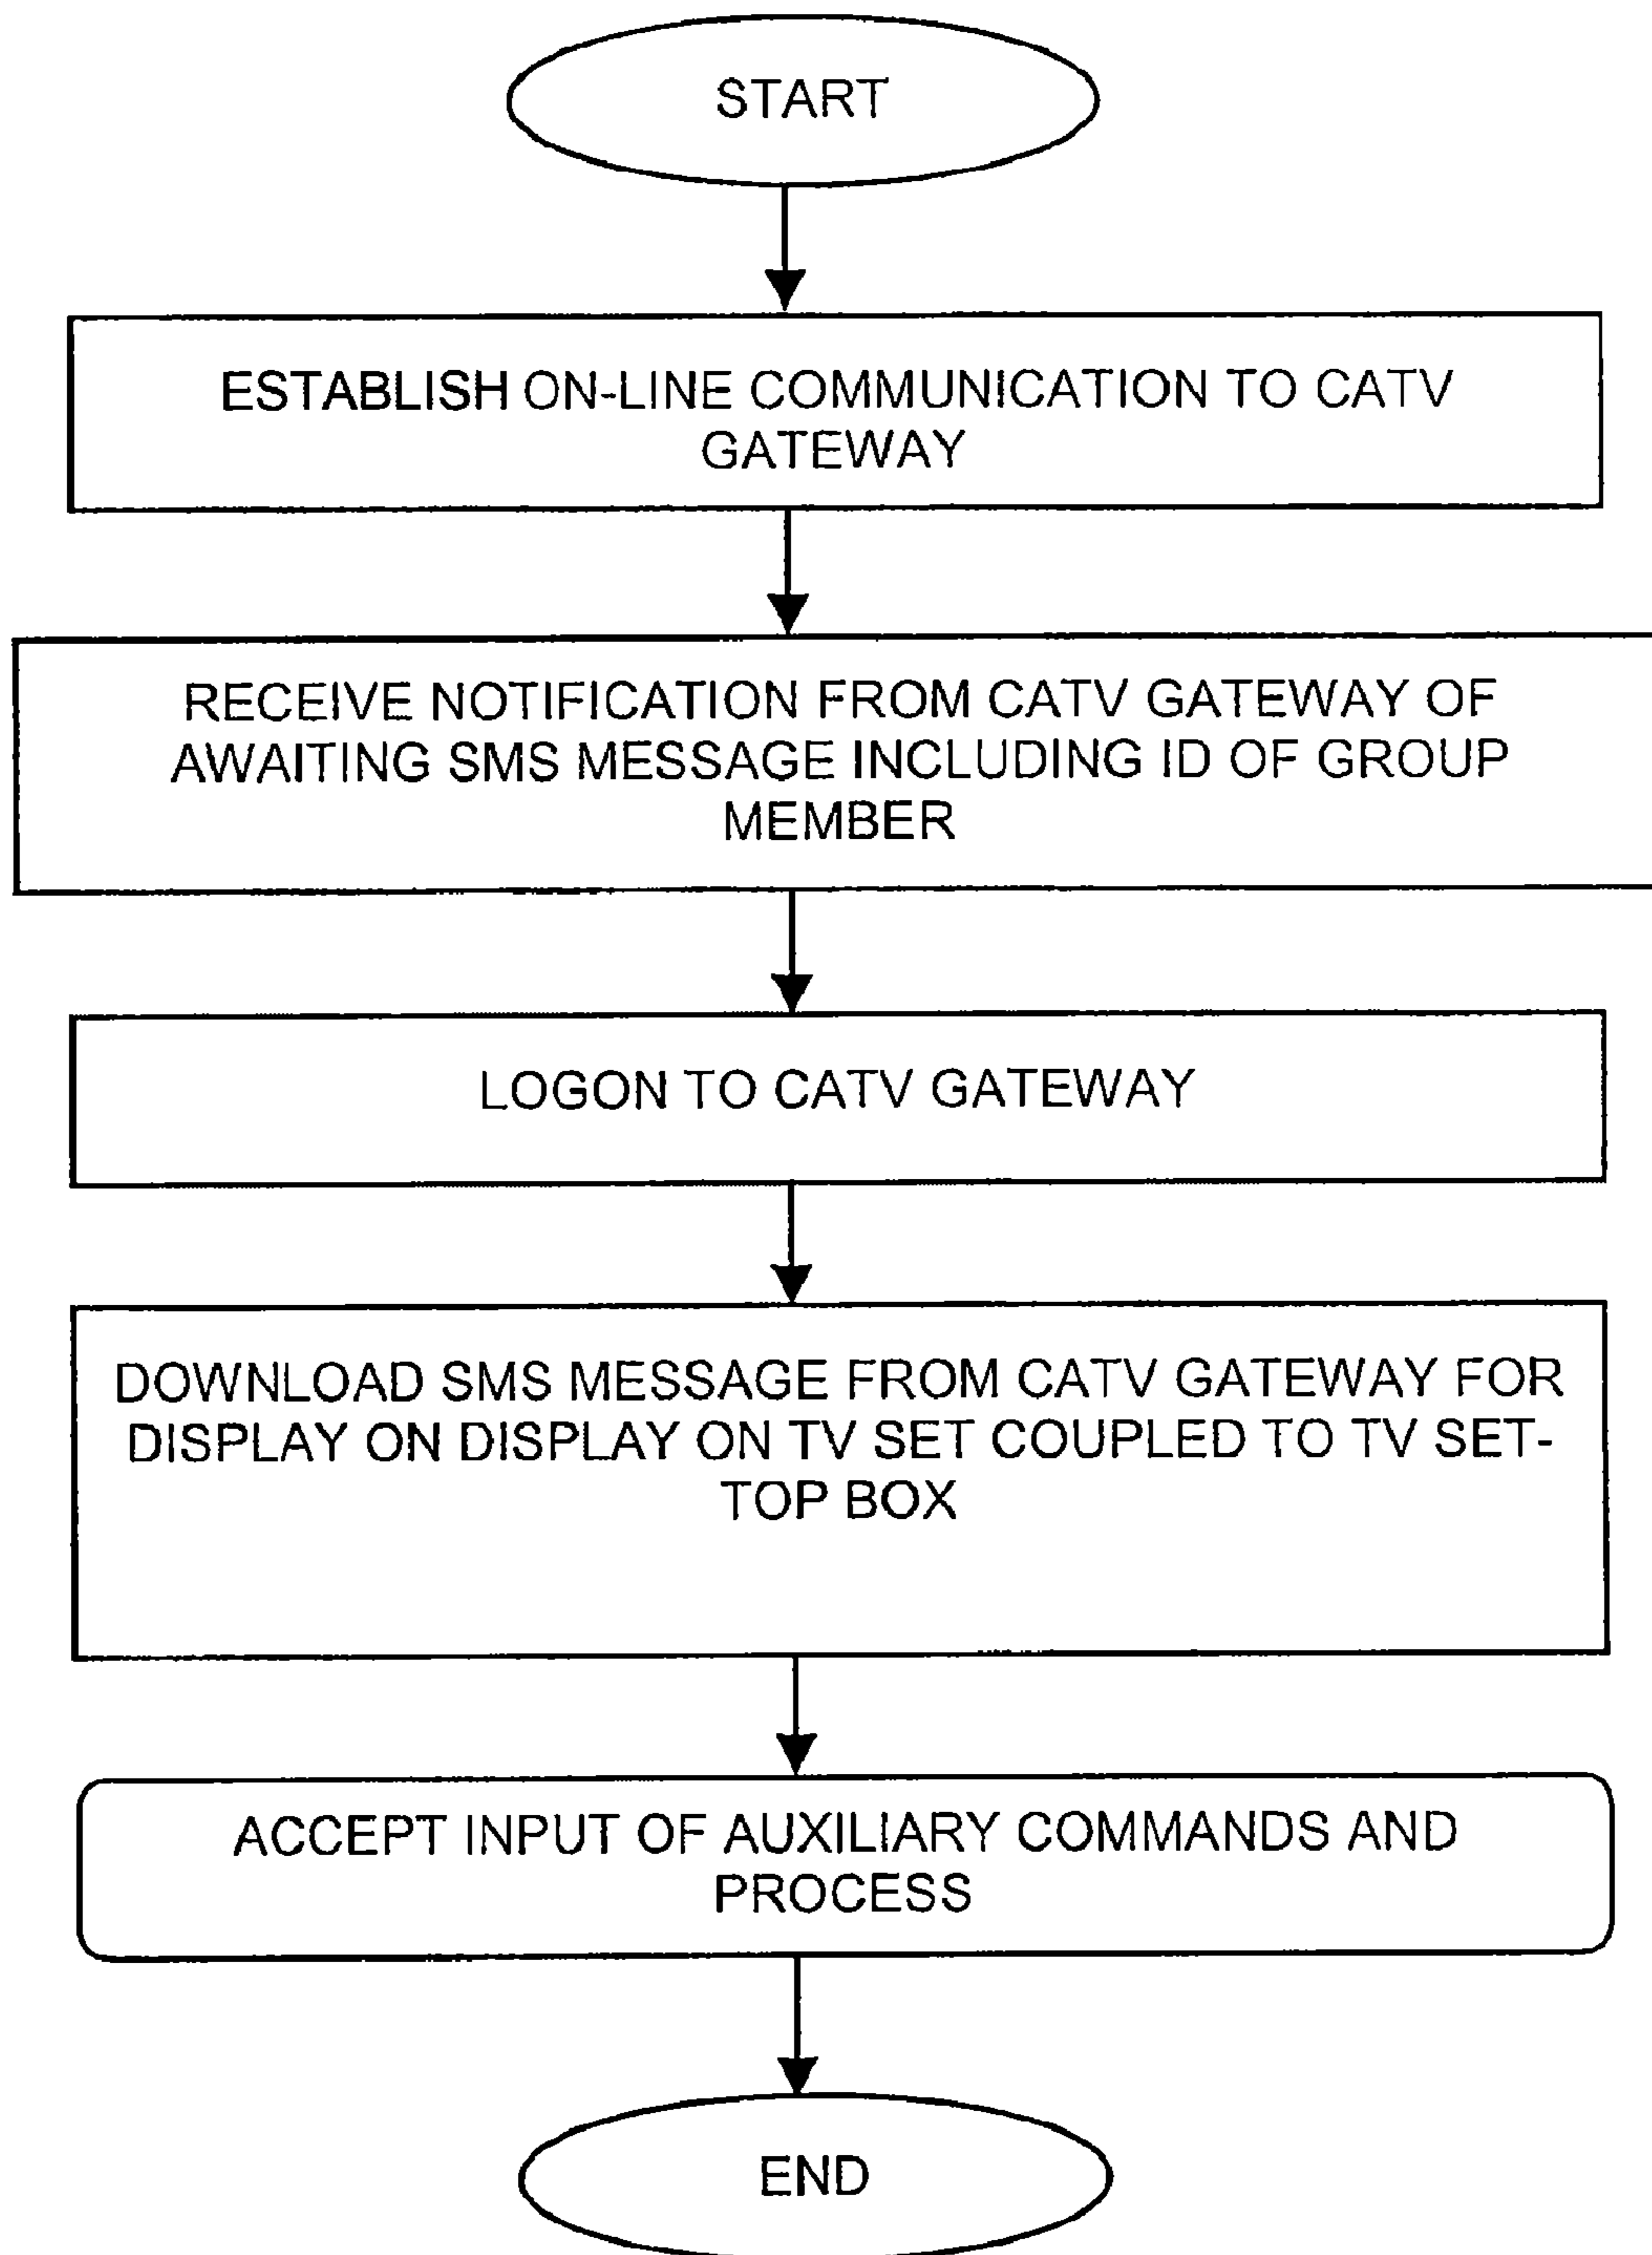 START
ESTABLISH ON-LINE COMMUNICATION TO CATV
GATEWAY
RECEIVE NOTIFICATION FROM CATV GATEWAY OF
AWAITING SMS MESSAGE INCLUDING ID OF GROUP
MEMBER
LOGON TO CATV GATEWAY
DOWNLOAD SMS MESSAGE FROM CATV GATEWAY FOR
DISPLAY ON DISPLAY ON TV SET COUPLED TO TV SET-
TOP BOX
ACCEPT INPUT OF AUXILIARY COMMANDS AND
PROCESS
END